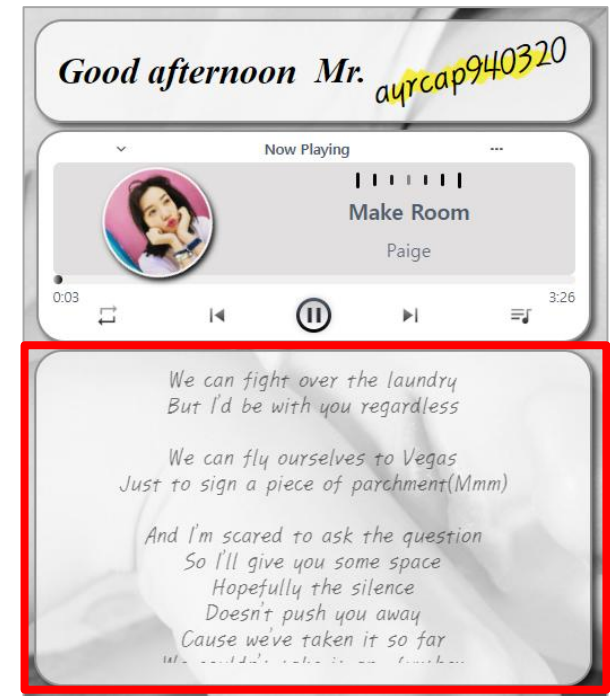 Good afternoon Mr. ayrcap940320
Now Playing
Make Room
Paige
0:03
3:26
We can fight over the laundry
But I'd be with you regardless
We can fly ourselves to Vegas
Just to sign a piece of parchment(Mmm)
And I'm scared to ask the question
So I'll give you some space
Hopefully the silence
Doesn't push you away
Cause we've taken it so far